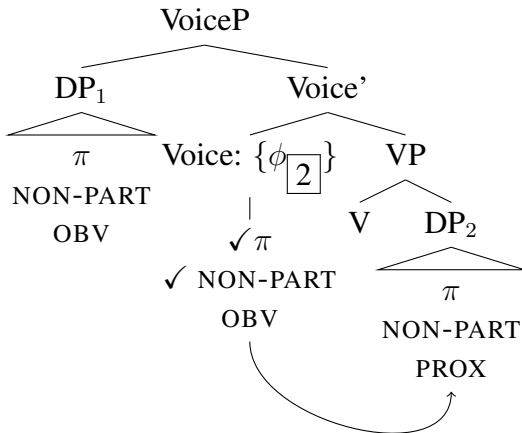 VoiceP
DP₁ Voice’
π Voice: {ϕ[2]} VP
NON-PART
OBV
V DP₂
✓π
✓ NON-PART
OBV
π
NON-PART
PROX